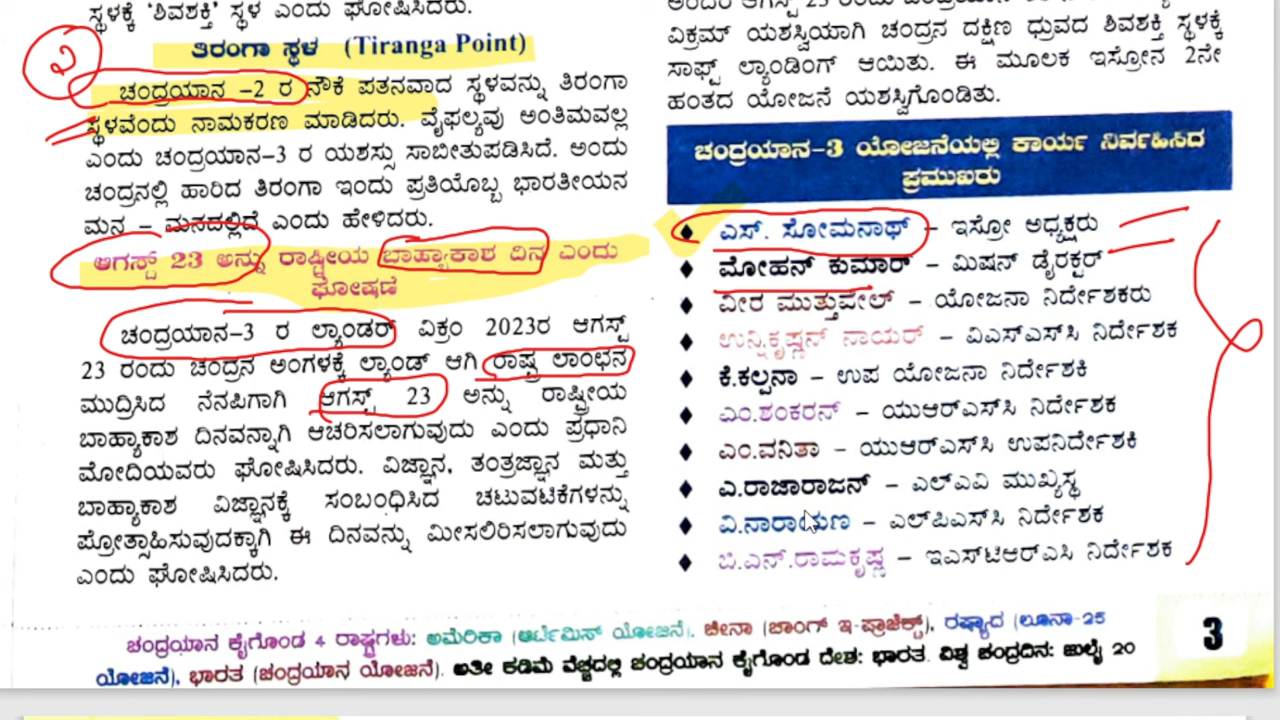 ಸ್ಥಳಕ್ಕೆ 'ಶಿವಶಕ್ತಿ' ಸ್ಥಳ ಎಂದು ಘೋಷಿಸಿದರು.
೨
ತಿರಂಗಾ ಸ್ಥಳ (Tiranga Point)
ಚಂದ್ರಯಾನ –2 ರ ನೌಕೆ ಪತನವಾದ ಸ್ಥಳವನ್ನು ತಿರಂಗಾ
ಸ್ಥಳವೆಂದು ನಾಮಕರಣ ಮಾಡಿದರು. ವೈಫಲ್ಯವು ಅಂತಿಮವಲ್ಲ
ಎಂದು ಚಂದ್ರಯಾನ–3 ರ ಯಶಸ್ಸು ಸಾಬೀತುಪಡಿಸಿದೆ. ಅಂದು
ಚಂದ್ರನಲ್ಲಿ ಹಾರಿದ ತಿರಂಗಾ ಇಂದು ಪ್ರತಿಯೊಬ್ಬ ಭಾರತೀಯನ
ಮನ – ಮನದಲ್ಲಿದೆ ಎಂದು ಹೇಳಿದರು.
ಆಗಸ್ಟ್ 23 ಅನ್ನು ರಾಷ್ಟ್ರೀಯ ಬಾಹ್ಯಾಕಾಶ ದಿನ ಎಂದು
ಘೋಷಣೆ
ಚಂದ್ರಯಾನ–3 ರ ಲ್ಯಾಂಡರ್ ವಿಕ್ರಂ 2023ರ ಆಗಸ್ಟ್
23 ರಂದು ಚಂದ್ರನ ಅಂಗಳಕ್ಕೆ ಲ್ಯಾಂಡ್ ಆಗಿ ರಾಷ್ಟ್ರ ಲಾಂಛನ
ಮುದ್ರಿಸಿದ ನೆನಪಿಗಾಗಿ ಆಗಸ್ಟ್ 23 ಅನ್ನು ರಾಷ್ಟ್ರೀಯ
ಬಾಹ್ಯಾಕಾಶ ದಿನವನ್ನಾಗಿ ಆಚರಿಸಲಾಗುವುದು ಎಂದು ಪ್ರಧಾನಿ
ಮೋದಿಯವರು ಘೋಷಿಸಿದರು. ವಿಜ್ಞಾನ, ತಂತ್ರಜ್ಞಾನ ಮತ್ತು
ಬಾಹ್ಯಾಕಾಶ ವಿಜ್ಞಾನಕ್ಕೆ ಸಂಬಂಧಿಸಿದ ಚಟುವಟಿಕೆಗಳನ್ನು
ಪ್ರೋತ್ಸಾಹಿಸುವುದಕ್ಕಾಗಿ ಈ ದಿನವನ್ನು ಮೀಸಲಿರಿಸಲಾಗುವುದು
ಎಂದು ಘೋಷಿಸಿದರು.
ವಿಕ್ರಮ್ ಯಶಸ್ವಿಯಾಗಿ ಚಂದ್ರನ ದಕ್ಷಿಣ ಧ್ರುವದ ಶಿವಶಕ್ತಿ ಸ್ಥಳಕ್ಕೆ
ಸಾಫ್ಟ್ ಲ್ಯಾಂಡಿಂಗ್ ಆಯಿತು. ಈ ಮೂಲಕ ಇಸ್ರೋನ 2ನೇ
ಹಂತದ ಯೋಜನೆ ಯಶಸ್ವಿಗೊಂಡಿತು.
ಚಂದ್ರಯಾನ–3 ಯೋಜನೆಯಲ್ಲಿ ಕಾರ್ಯ ನಿರ್ವಹಿಸಿದ
ಪ್ರಮುಖರು
♦ ಎಸ್. ಸೋಮನಾಥ್ – ಇಸ್ರೋ ಅಧ್ಯಕ್ಷರು
♦ ಮೋಹನ್ ಕುಮಾರ್ – ಮಿಷನ್ ಡೈರಕ್ಟರ್
♦ ವೀರ ಮುತ್ತುವೇಲ್ – ಯೋಜನಾ ನಿರ್ದೇಶಕರು
♦ ಉನ್ನಿಕೃಷ್ಣನ್ ನಾಯರ್ – ವಿಎಸ್ಎಸ್‌ಸಿ ನಿರ್ದೇಶಕ
♦ ಕೆ.ಕಲ್ಪನಾ – ಉಪ ಯೋಜನಾ ನಿರ್ದೇಶಕಿ
♦ ಎಂ.ಶಂಕರನ್ – ಯುಆರ್‌ಎಸ್‌ಸಿ ನಿರ್ದೇಶಕ
♦ ಎಂ.ವನಿತಾ – ಯುಆರ್‌ಎಸ್‌ಸಿ ಉಪನಿರ್ದೇಶಕಿ
♦ ಎ.ರಾಜಾರಾಜನ್ – ಎಲ್‌ಎವಿ ಮುಖ್ಯಸ್ಥ
♦ ವಿ.ನಾರಾಯಣ – ಎಲ್‌ಪಿಎಸ್‌ಸಿ ನಿರ್ದೇಶಕ
♦ ಬಿ.ಎನ್.ರಾಮಕೃಷ್ಣ – ಇಎಸ್‌ಟಿಆರ್‌ಎಸಿ ನಿರ್ದೇಶಕ
ಚಂದ್ರಯಾನ ಕೈಗೊಂಡ 4 ರಾಷ್ಟ್ರಗಳು: ಅಮೆರಿಕಾ (ಆರ್ಟೆಮಿಸ್ ಯೋಜನೆ), ಚೀನಾ (ಚಾಂಗ್ ಇ-ಪ್ರಾಜೆಕ್ಟ್), ರಷ್ಯಾದ (ಲೂನಾ-25
ಯೋಜನೆ), ಭಾರತ (ಚಂದ್ರಯಾನ ಯೋಜನೆ). ಅತೀ ಕಡಿಮೆ ವೆಚ್ಚದಲ್ಲಿ ಚಂದ್ರಯಾನ ಕೈಗೊಂಡ ದೇಶ: ಭಾರತ. ವಿಶ್ವ ಚಂದ್ರದಿನ: ಜುಲೈ 20
3